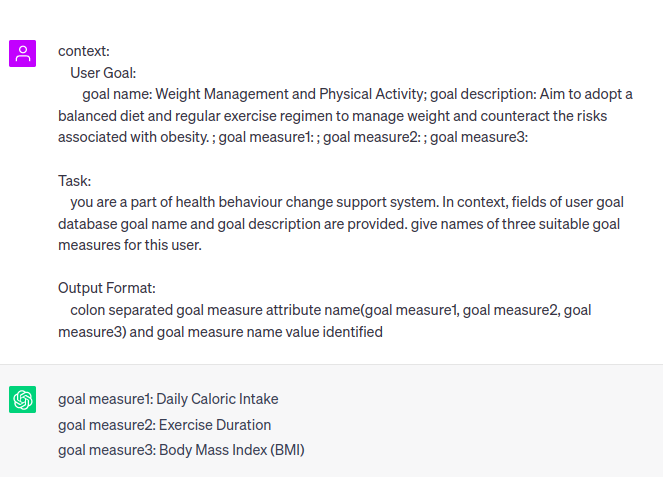 context:
User Goal:
goal name: Weight Management and Physical Activity; goal description: Aim to adopt a
balanced diet and regular exercise regimen to manage weight and counteract the risks
associated with obesity. ; goal measure1: ; goal measure2: ; goal measure3:
Task:
you are a part of health behaviour change support system. In context, fields of user goal
database goal name and goal description are provided. give names of three suitable goal
measures for this user.
Output Format:
colon separated goal measure attribute name(goal measure1, goal measure2, goal
measure3) and goal measure name value identified
goal measure1: Daily Caloric Intake
goal measure2: Exercise Duration
goal measure3: Body Mass Index (BMI)